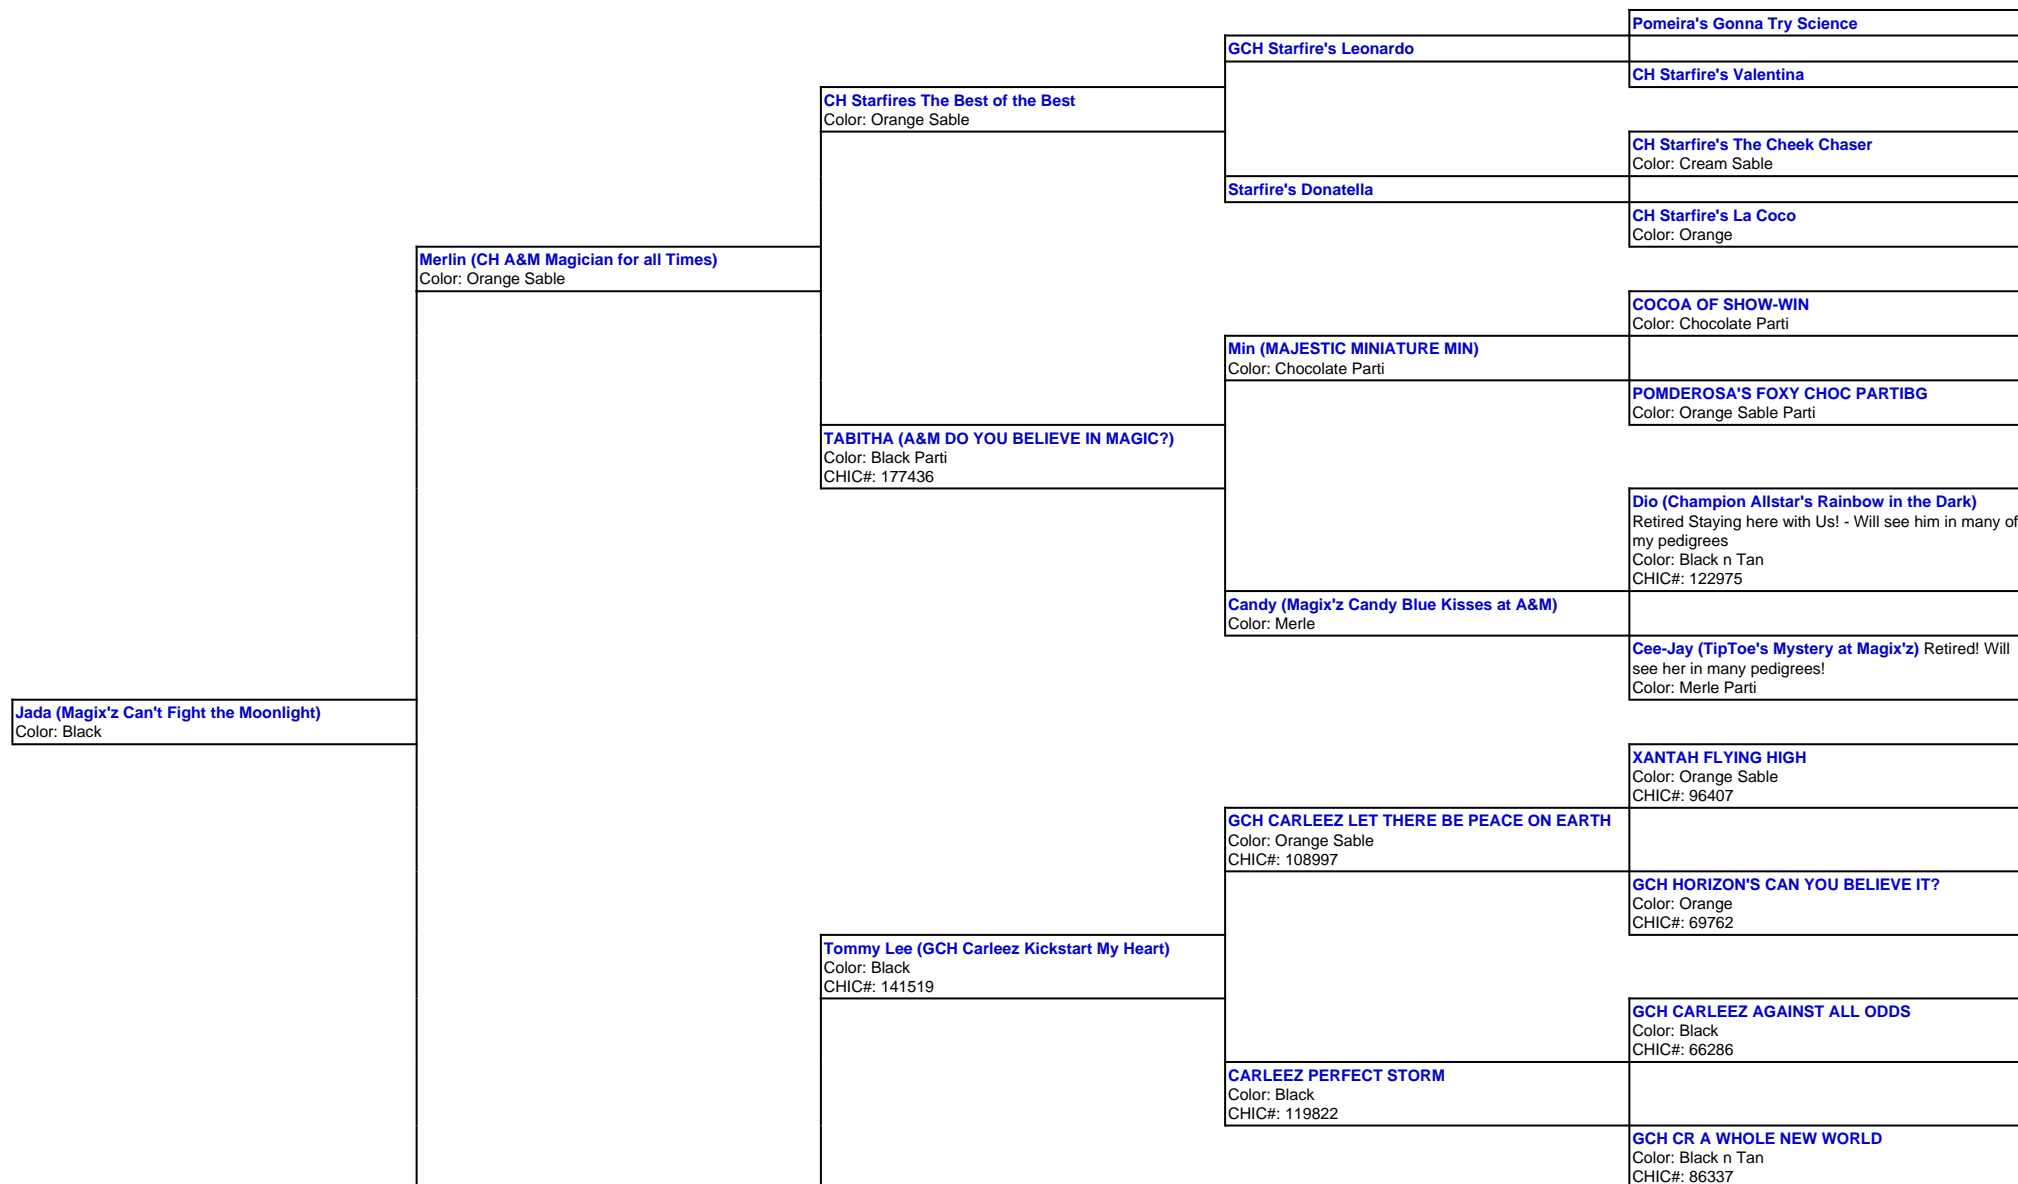 Pomeira's Gonna Try Science
GCH Starfire's Leonardo
CH Starfire's Valentina
CH Starfires The Best of the Best
Color: Orange Sable
CH Starfire's The Cheek Chaser
Color: Cream Sable
Starfire's Donatella
CH Starfire's La Coco
Color: Orange
Merlin (CH A&M Magician for all Times)
Color: Orange Sable
COCOA OF SHOW-WIN
Color: Chocolate Parti
Min (MAJESTIC MINIATURE MIN)
Color: Chocolate Parti
POMDEROSA'S FOXY CHOC PARTIBG
Color: Orange Sable Parti
TABITHA (A&M DO YOU BELIEVE IN MAGIC?)
Color: Black Parti
CHIC#: 177436
Dio (Champion Allstar's Rainbow in the Dark)
Retired Staying here with Us! - Will see him in many of
my pedigrees
Color: Black n Tan
CHIC#: 122975
Candy (Magix'z Candy Blue Kisses at A&M)
Color: Merle
Cee-Jay (TipToe's Mystery at Magix'z) Retired! Will
see her in many pedigrees!
Color: Merle Parti
Jada (Magix'z Can't Fight the Moonlight)
Color: Black
XANTAH FLYING HIGH
Color: Orange Sable
CHIC#: 96407
GCH CARLEEZ LET THERE BE PEACE ON EARTH
Color: Orange Sable
CHIC#: 108997
GCH HORIZON'S CAN YOU BELIEVE IT?
Color: Orange
CHIC#: 69762
Tommy Lee (GCH Carleez Kickstart My Heart)
Color: Black
CHIC#: 141519
GCH CARLEEZ AGAINST ALL ODDS
Color: Black
CHIC#: 66286
CARLEEZ PERFECT STORM
Color: Black
CHIC#: 119822
GCH CR A WHOLE NEW WORLD
Color: Black n Tan
CHIC#: 86337